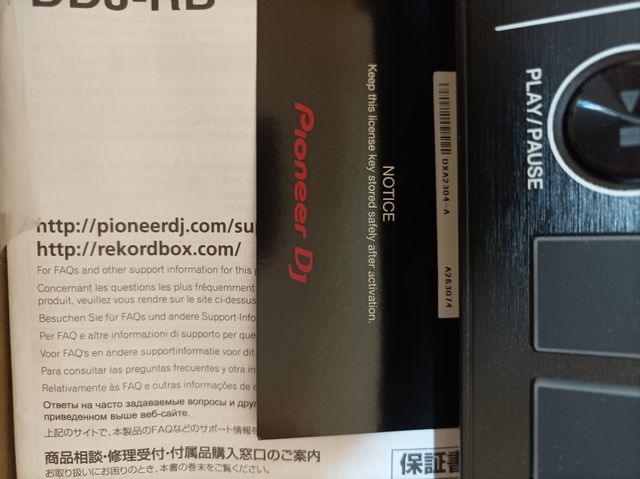 DDJ-RB
http://pioneerdj.com/su
http://rekordbox.com/
For FAQs and other support information for this
Concernant les questions les plus fréquemment
produit, veuillez vous rendre sur le site ci-dessus
Besuchen Sie für FAQs und andere Support-Info
Per FAQ e altre informazioni di supporto per que
Voor FAQ's en andere supportinformatie voor dit
Para consultar las preguntas frecuentes y otra in
Relativamente às FAQ e outras informações de a
Ответы на часто задаваемые вопросы и друг
приведенном выше веб-сайте.
上記のサイトで、本製品のFAQなどのサポート情報を
商品相談・修理受付・付属品購入窓口のご案内
お取り扱いにお困りのとき、本書の巻末をご覧ください。
保証書
Pioneer Dj
NOTICE
Keep this license key stored safely after activation.
DXA2304-A
A263074
PLAY/PAUSE